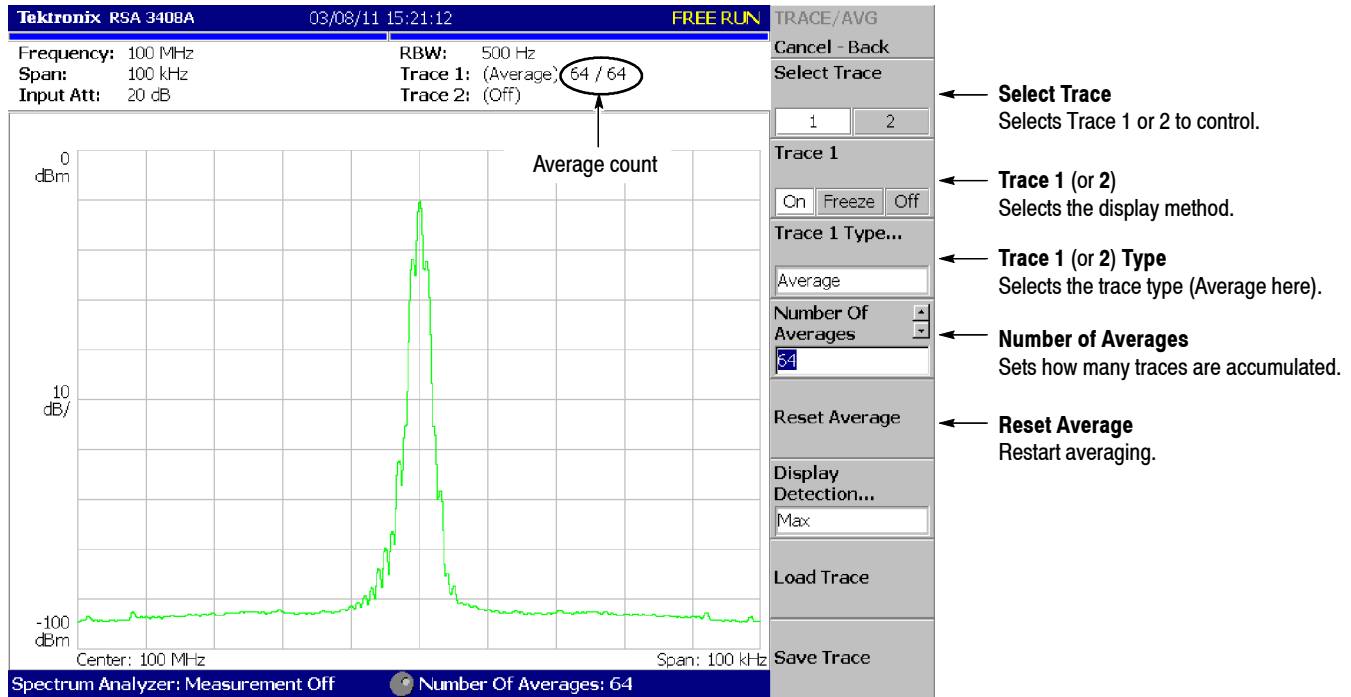 Tektronix RSA 3408A 03/08/11 15:21:12 FREE RUN
Frequency: 100 MHz
Span: 100 kHz
Input Att: 20 dB
RBW: 500 Hz
Trace 1: (Average) 64 / 64
Trace 2: (Off)
Average count
0
dBm
10
dB/
-100
dBm
Center: 100 MHz Span: 100 kHz
Spectrum Analyzer: Measurement Off Number Of Averages: 64
TRACE/AVG
Cancel - Back
Select Trace
1 2
Trace 1
On Freeze Off
Trace 1 Type...
Average
Number Of
Averages
64
Reset Average
Display
Detection...
Max
Load Trace
Save Trace
Select Trace
Selects Trace 1 or 2 to control.
Trace 1 (or 2)
Selects the display method.
Trace 1 (or 2) Type
Selects the trace type (Average here).
Number of Averages
Sets how many traces are accumulated.
Reset Average
Restart averaging.